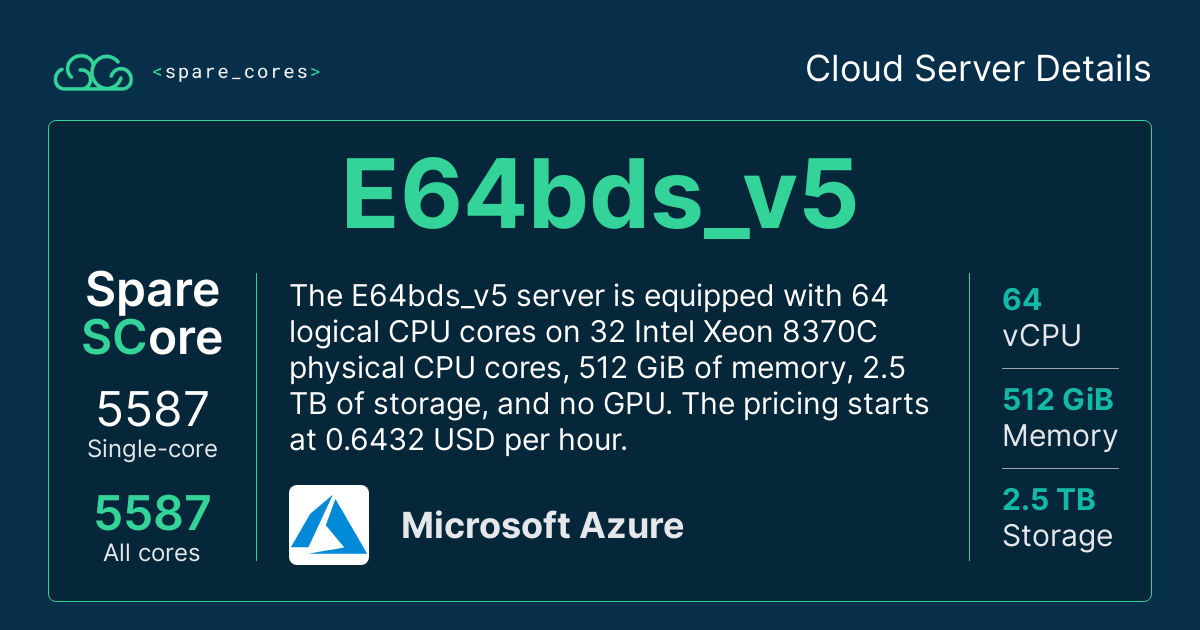 <spare_cores>
Cloud Server Details
E64bds_v5
Spare
SCore
5587
Single-core
5587
All cores
The E64bds_v5 server is equipped with 64
logical CPU cores on 32 Intel Xeon 8370C
physical CPU cores, 512 GiB of memory, 2.5
TB of storage, and no GPU. The pricing starts
at 0.6432 USD per hour.
Microsoft Azure
64
vCPU
512 GiB
Memory
2.5 TB
Storage